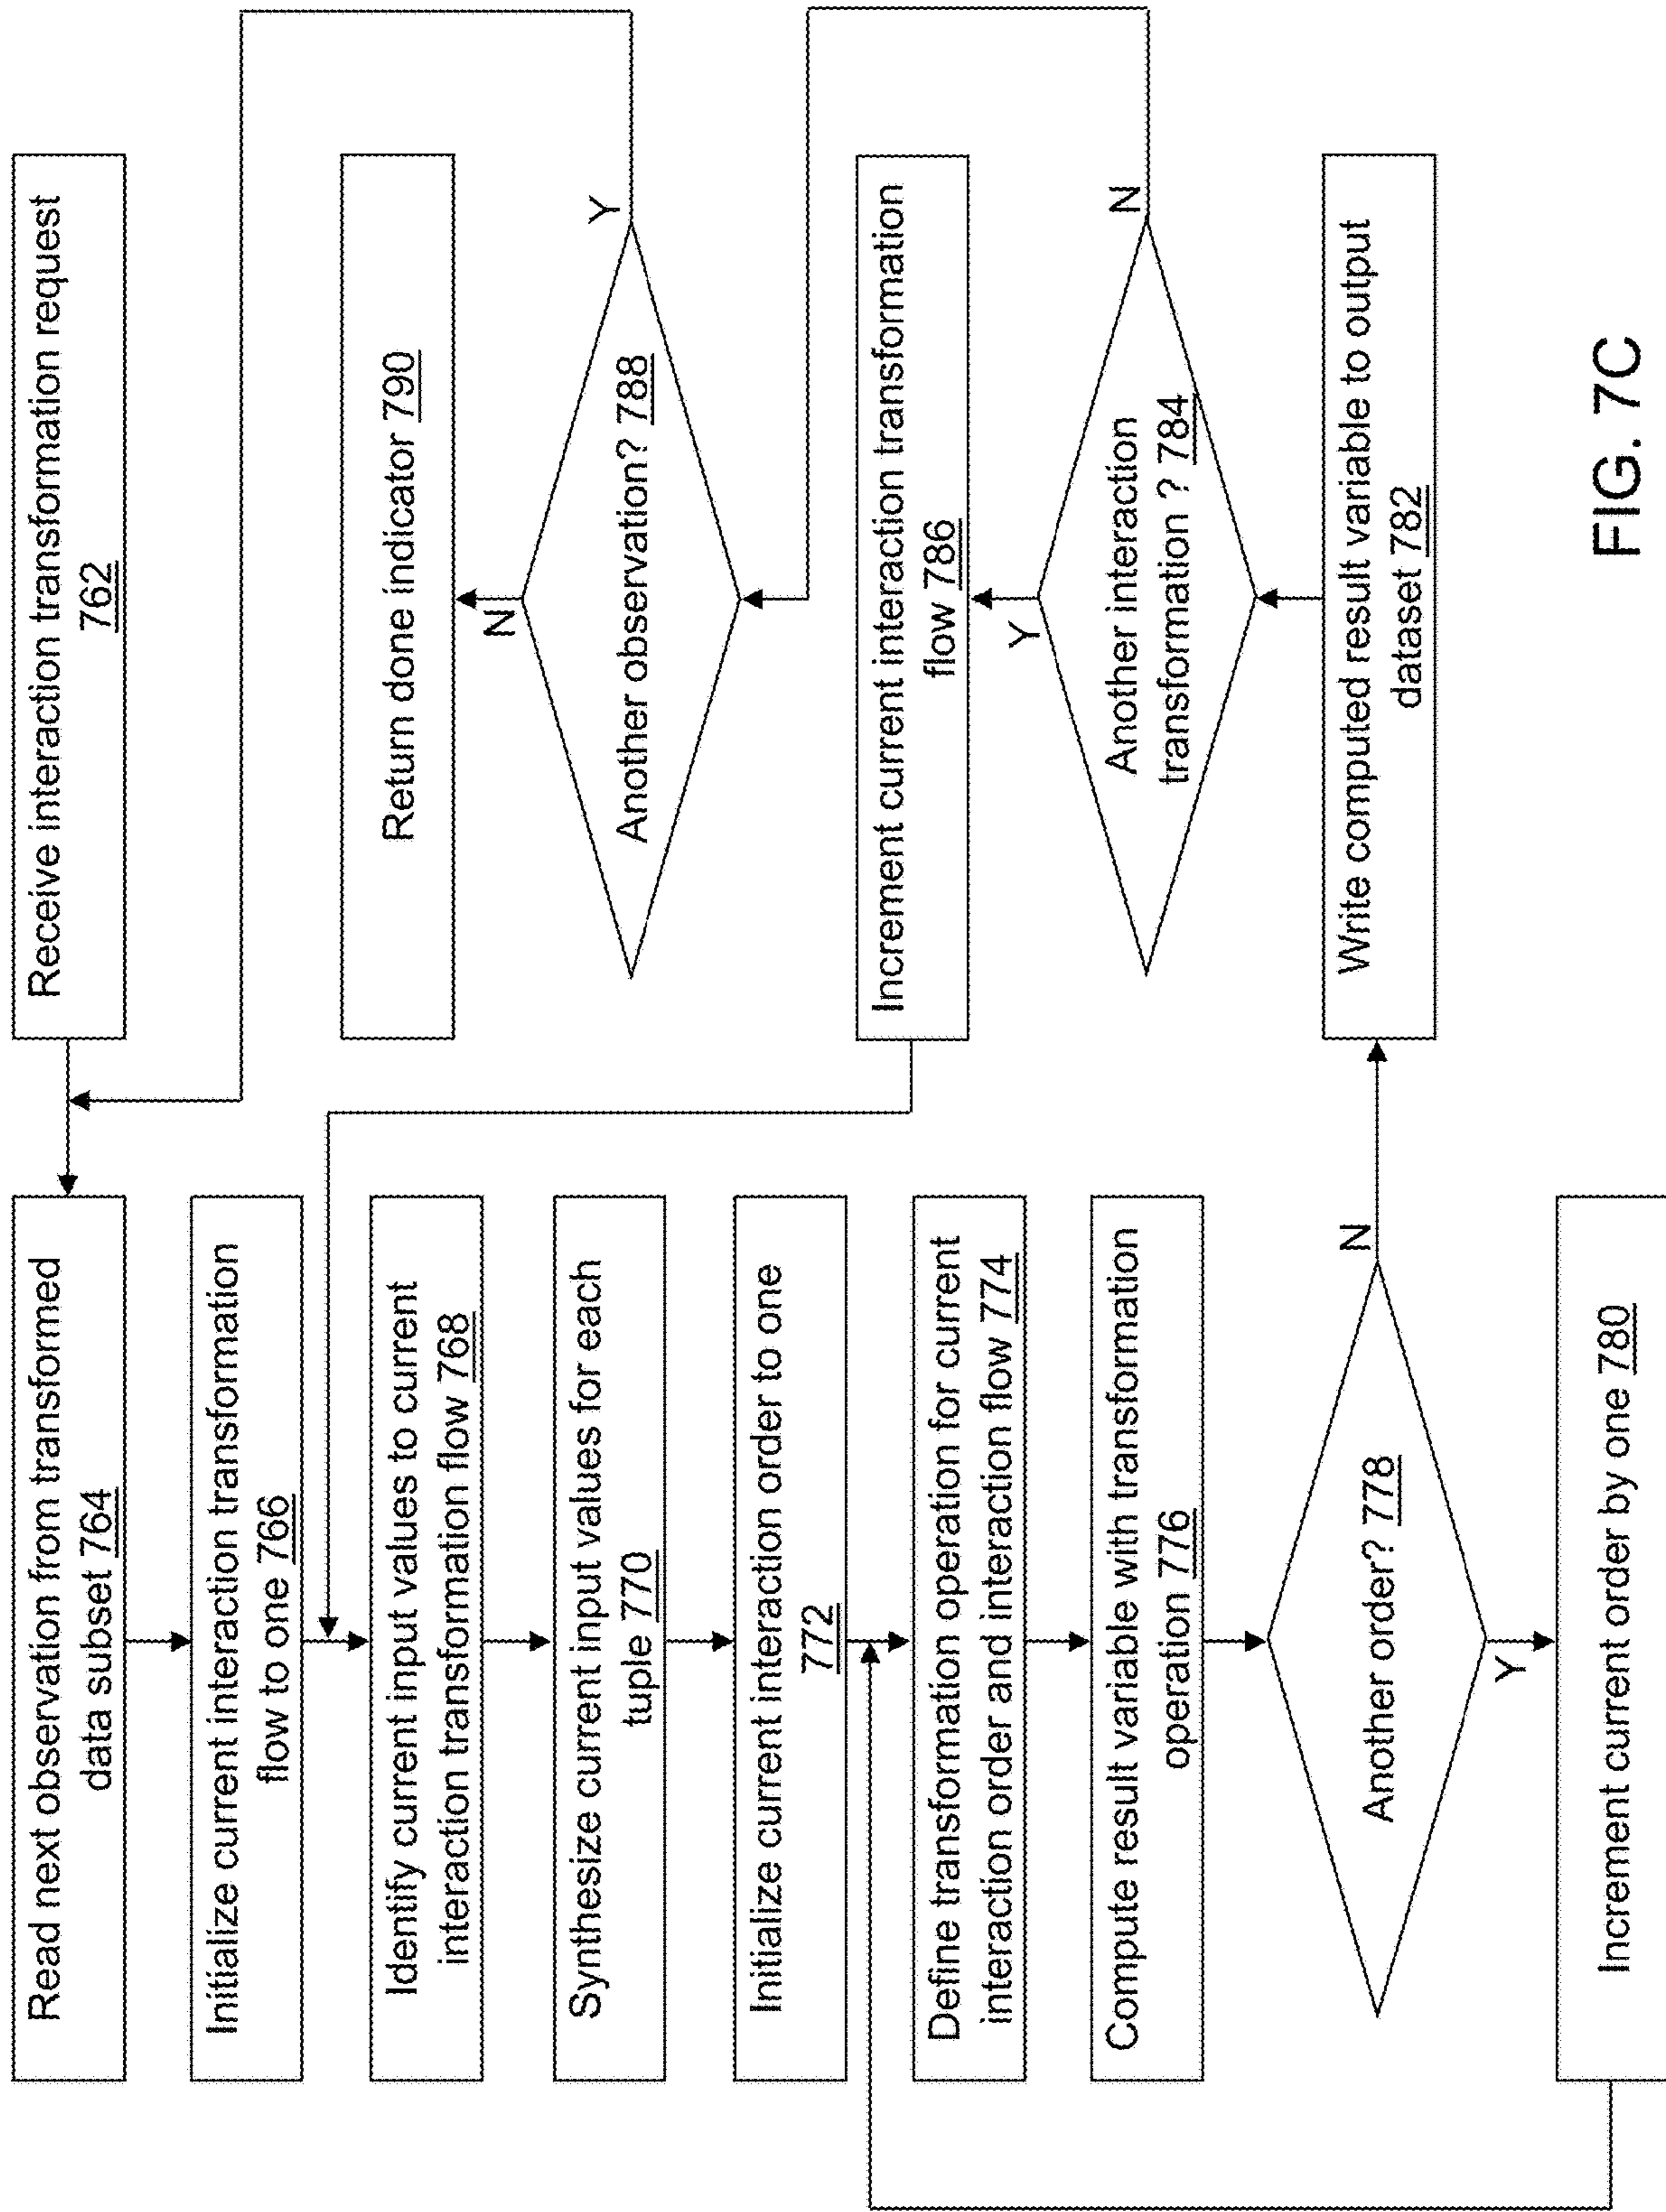 Receive interaction transformation request
762
Read next observation from transformed
data subset 764
Initialize current interaction transformation
flow to one 766
Identify current input values to current
interaction transformation flow 768
Synthesize current input values for each
tuple 770
Initialize current interaction order to one
772
Define transformation operation for current
interaction order and interaction flow 774
Compute result variable with transformation
operation 776
Another order? 778
N
Y
Increment current order by one 780
Write computed result variable to output
dataset 782
Another interaction
transformation ? 784
N
Y
Increment current interaction transformation
flow 786
Another observation? 788
Y
N
Return done indicator 790
FIG. 7C